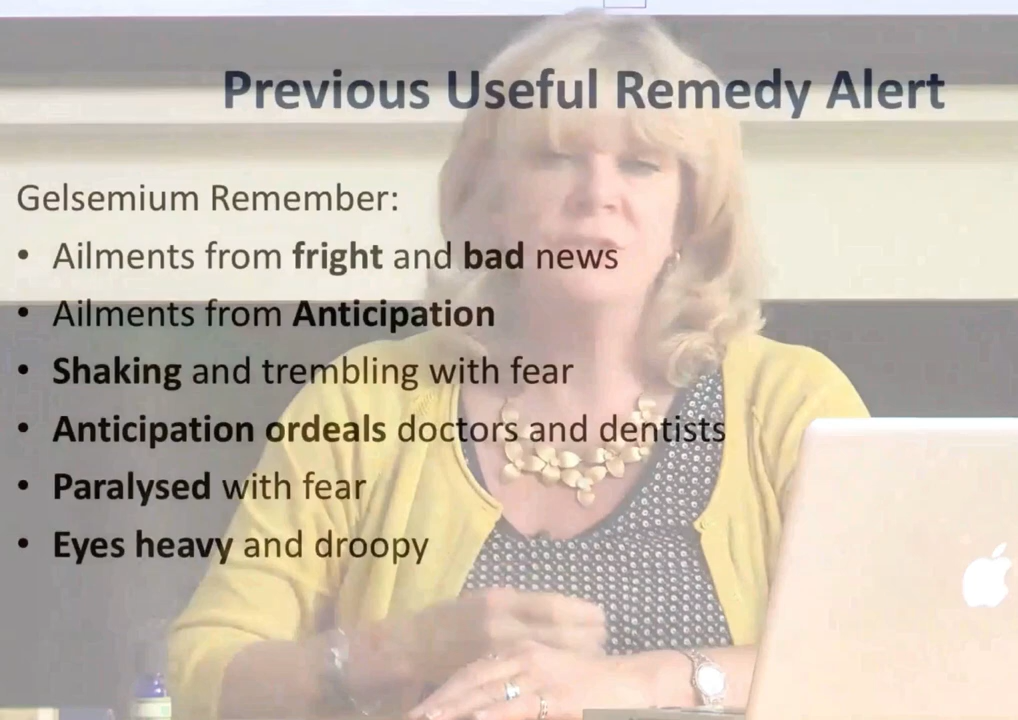 Previous Useful Remedy Alert
Gelsemium Remember:
• Ailments from fright and bad news
• Ailments from Anticipation
• Shaking and trembling with fear
• Anticipation ordeals doctors and dentists
• Paralysed with fear
• Eyes heavy and droopy